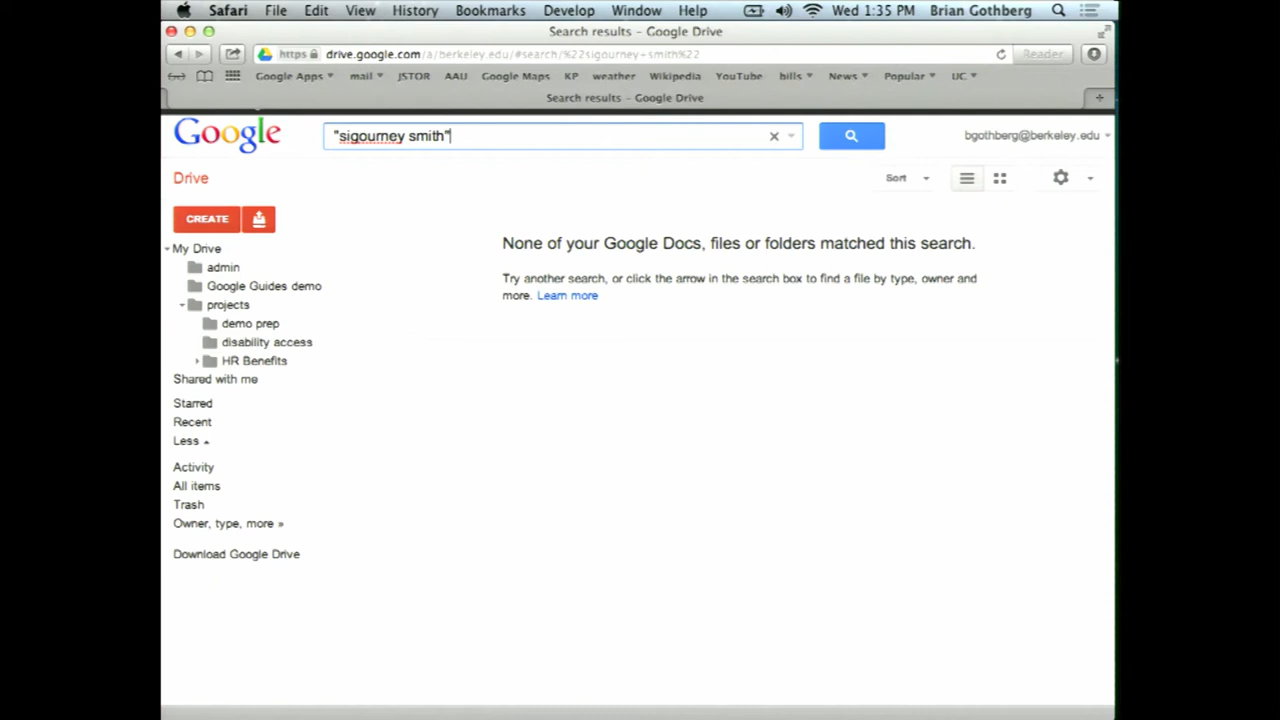 Safari File Edit View History Bookmarks Develop Window Help Wed 1:35 PM Brian Gothberg
Search results – Google Drive
https drive.google.com/a/berkeley.edu/#search/%22sigourney+smith%22 Reader
Google Apps mail JSTOR AAU Google Maps KP weather Wikipedia YouTube bills News Popular UC
Search results – Google Drive +
Google "sigourney smith" bgothberg@berkeley.edu
Drive Sort
CREATE
My Drive
admin
Google Guides demo
projects
demo prep
disability access
HR Benefits
Shared with me
Starred
Recent
Less
Activity
All items
Trash
Owner, type, more »
Download Google Drive
None of your Google Docs, files or folders matched this search.
Try another search, or click the arrow in the search box to find a file by type, owner and
more. Learn more